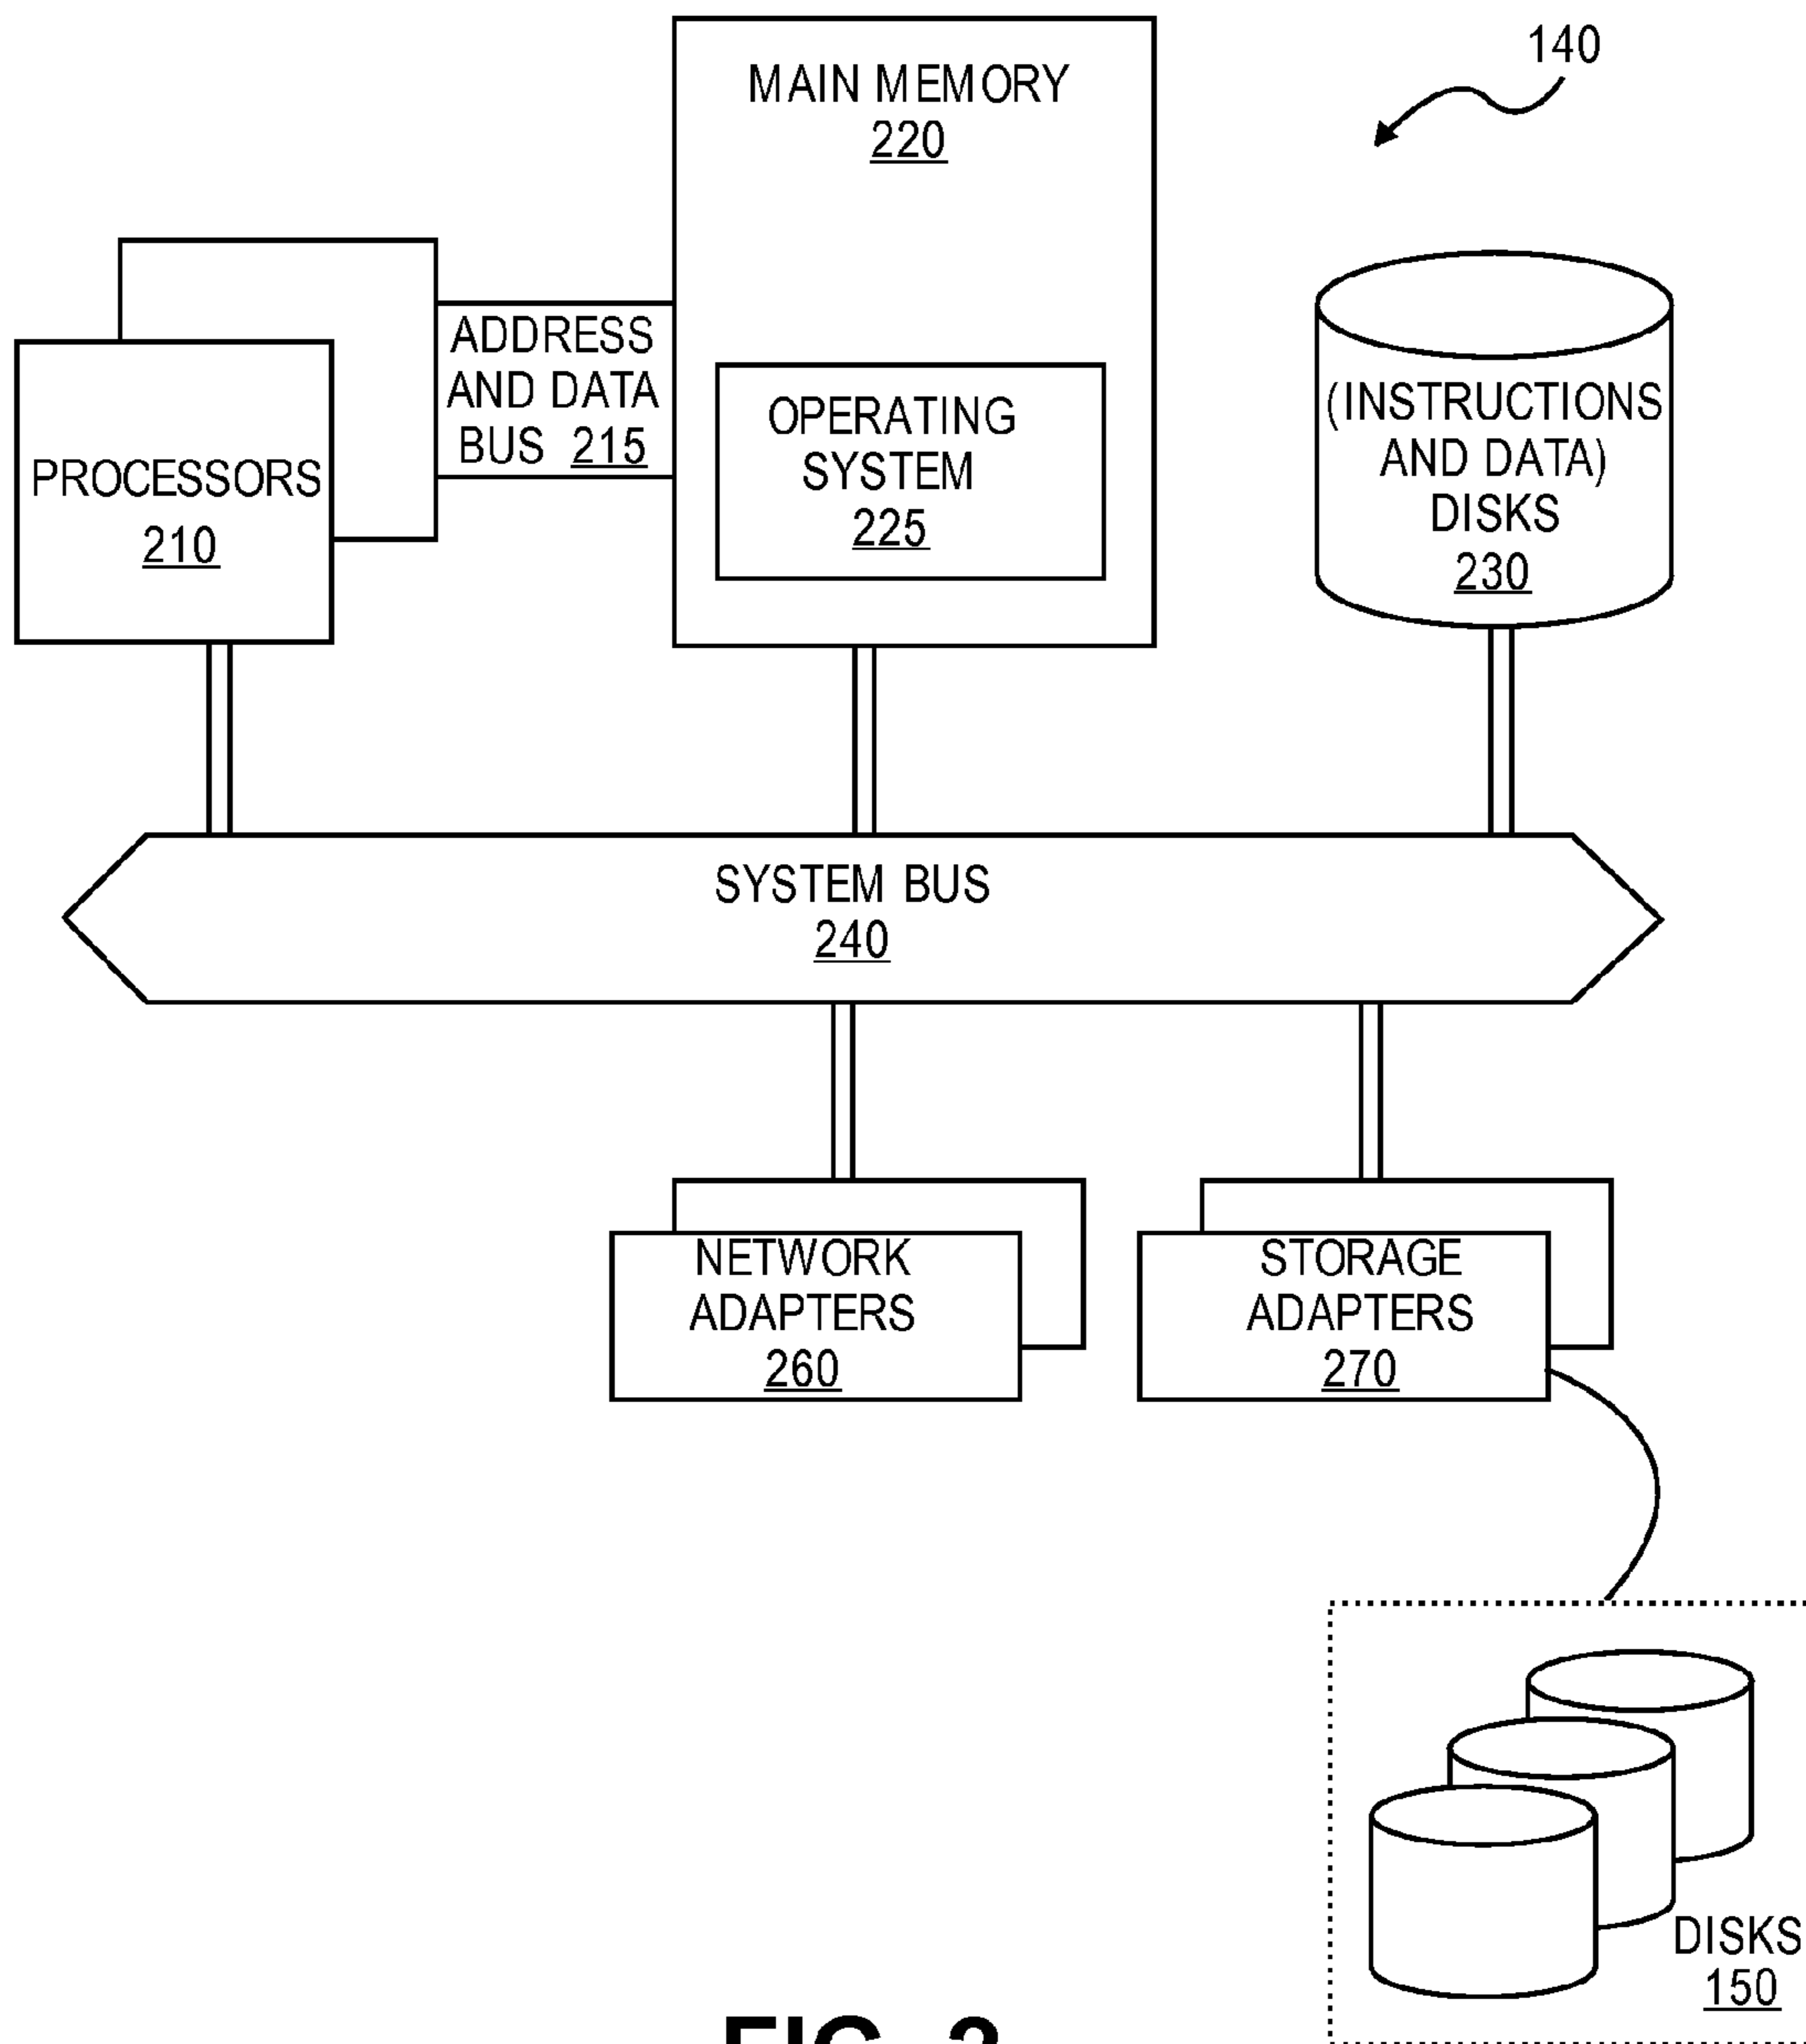 140
MAIN MEMORY
220
ADDRESS
AND DATA
BUS 215
PROCESSORS
210
OPERATING
SYSTEM
225
(INSTRUCTIONS
AND DATA)
DISKS
230
SYSTEM BUS
240
NETWORK
ADAPTERS
260
STORAGE
ADAPTERS
270
DISKS
150
FIG.